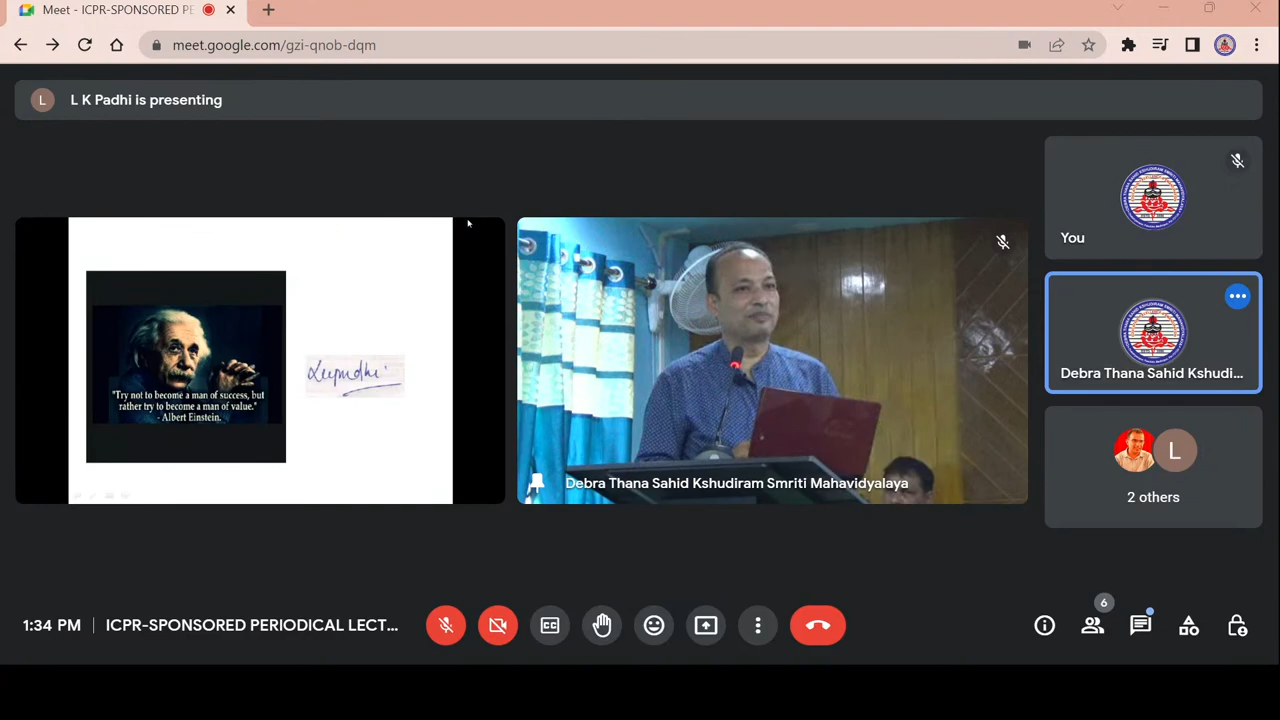 Meet - ICPR-SPONSORED PE
meet.google.com/gzi-qnob-dqm
L
L K Padhi is presenting
You
"Try not to become a man of success, but
rather try to become a man of value."
- Albert Einstein.
Debra Thana Sahid Kshudiram Smriti Mahavidyalaya
Debra Thana Sahid Kshudi...
L
2 others
1:34 PM
ICPR-SPONSORED PERIODICAL LECT...
CC
6